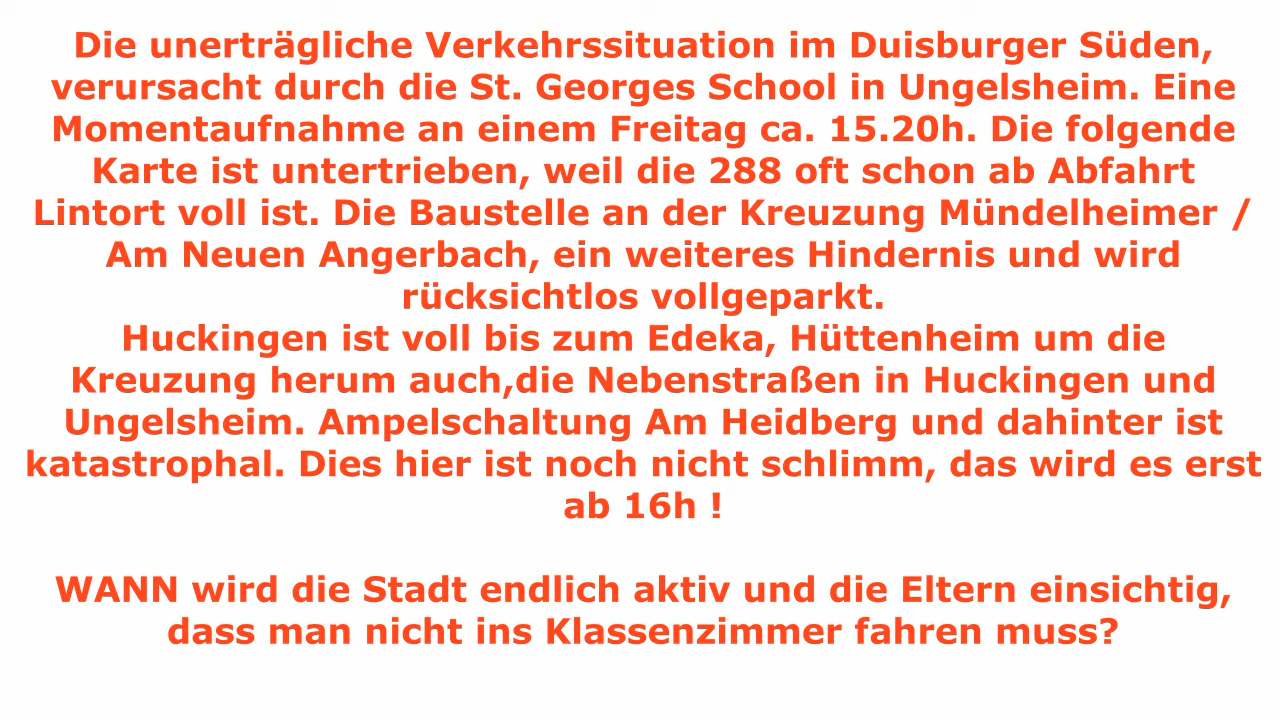 Die unerträgliche Verkehrssituation im Duisburger Süden,
verursacht durch die St. Georges School in Ungelsheim. Eine
Momentaufnahme an einem Freitag ca. 15.20h. Die folgende
Karte ist untertrieben, weil die 288 oft schon ab Abfahrt
Lintort voll ist. Die Baustelle an der Kreuzung Mündelheimer /
Am Neuen Angerbach, ein weiteres Hindernis und wird
rücksichtlos vollgeparkt.
Huckingen ist voll bis zum Edeka, Hüttenheim um die
Kreuzung herum auch,die Nebenstraßen in Huckingen und
Ungelsheim. Ampelschaltung Am Heidberg und dahinter ist
katastrophal. Dies hier ist noch nicht schlimm, das wird es erst
ab 16h !
WANN wird die Stadt endlich aktiv und die Eltern einsichtig,
dass man nicht ins Klassenzimmer fahren muss?